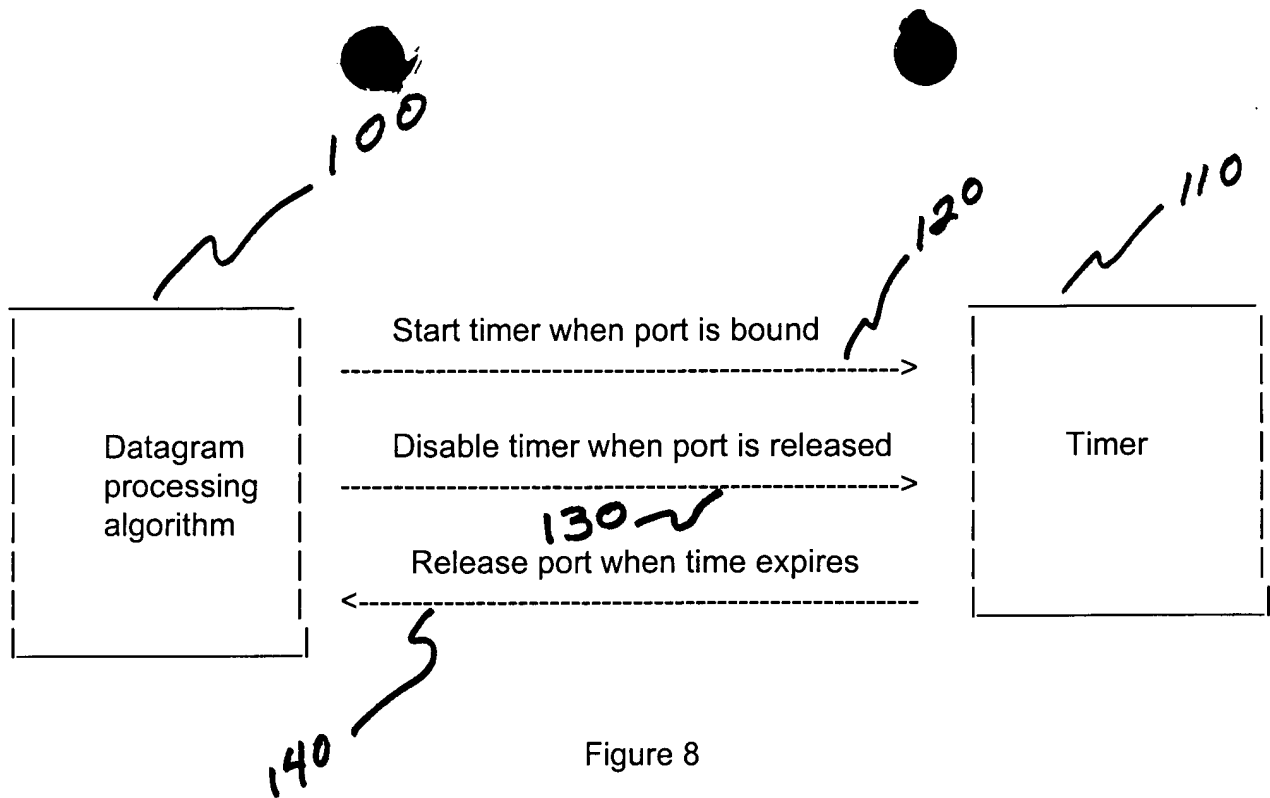 100
120
110
Start timer when port is bound
---------------------------------------------->
Datagram
processing
algorithm
Disable timer when port is released
---------------------------------------------->
Timer
130
Release port when time expires
<----------------------------------------------
140
Figure 8